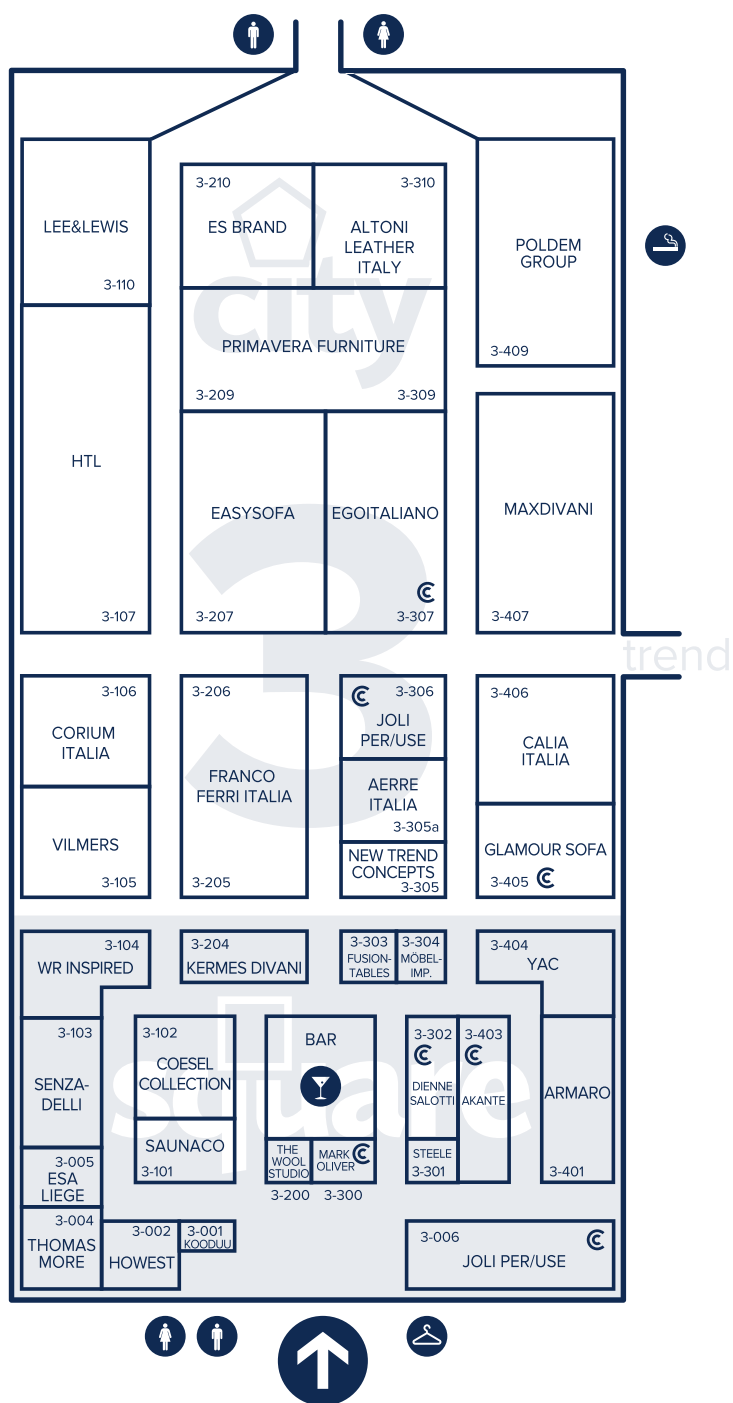 3-210
3-310
LEE&LEWIS
ES BRAND
ALTONI
LEATHER
ITALY
POLDEM
GROUP
3-110
city
PRIMAVERA FURNITURE
3-409
3-209
3-309
HTL
EASYSOFA
EGOITALIANO
MAXDIVANI
3
3-107
3-207
3-307
3-407
trend
3-106
3-206
3-306
3-406
CORIUM
ITALIA
JOLI
PER/USE
CALIA
ITALIA
FRANCO
FERRI ITALIA
AERRE
ITALIA
3-305a
VILMERS
NEW TREND
CONCEPTS
3-305
GLAMOUR SOFA
3-105
3-205
3-405
3-104
WR INSPIRED
3-204
KERMES DIVANI
3-303
FUSION-
TABLES
3-304
MÖBEL-
IMP.
3-404
YAC
3-103
SENZA-
DELLI
3-102
COESEL
COLLECTION
BAR
3-302
DIENNE
SALOTTI
3-403
AKANTE
ARMARO
square
SAUNACO
3-101
THE
WOOL
STUDIO
MARK
OLIVER
STEELE
3-301
3-401
3-005
ESA
LIEGE
3-200
3-300
3-004
THOMAS
MORE
3-002
HOWEST
3-001
KOODUU
3-006
JOLI PER/USE